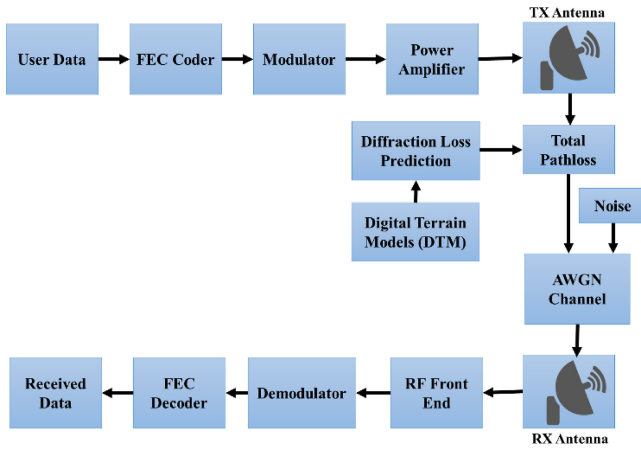 TX Antenna
User Data
FEC Coder
Modulator
Power
Amplifier
Diffraction Loss
Prediction
Total
Pathloss
Digital Terrain
Models (DTM)
Noise
AWGN
Channel
Received
Data
FEC
Decoder
Demodulator
RF Front
End
RX Antenna